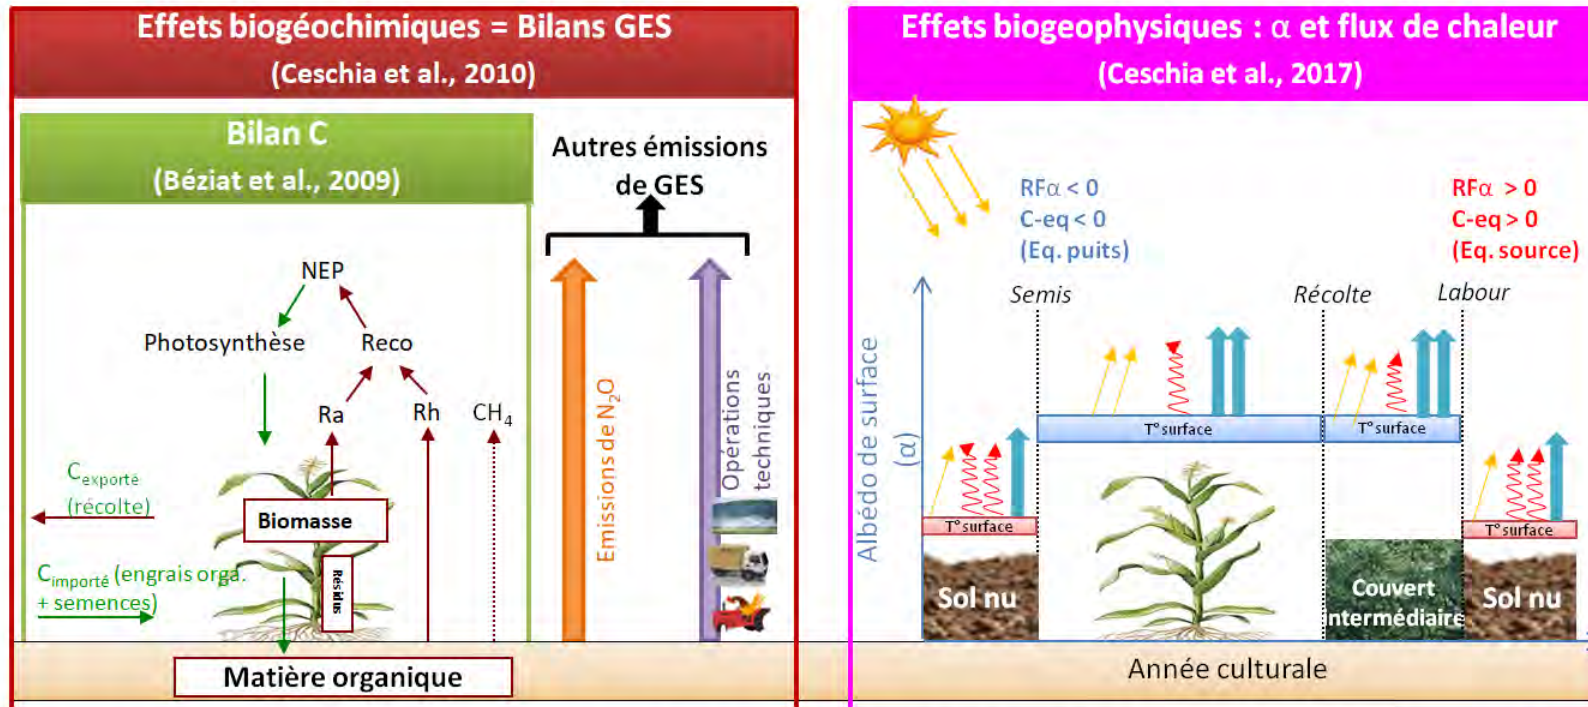 Effets biogéochimiques = Bilans GES
(Ceschia et al., 2010)
Bilan C
(Béziat et al., 2009)
Autres émissions
de GES
NEP
Photosynthèse
Reco
Ra
Rh
CH4
Cexporté
(récolte)
Biomasse
Cimporté (engrais orga.
+ semences)
Résidus
Matière organique
Emissions de N2O
Opérations
techniques
Effets biogeophysiques : α et flux de chaleur
(Ceschia et al., 2017)
RFα < 0
C-eq < 0
(Eq. puits)
RFα > 0
C-eq > 0
(Eq. source)
Semis
Récolte
Labour
Albédo de surface
(α)
T° surface
T° surface
T° surface
T° surface
Sol nu
Couvert
intermédiaire
Sol nu
Année culturale